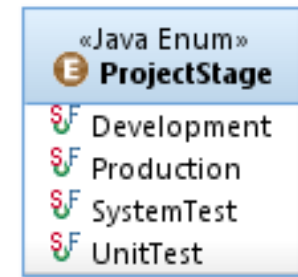 «Java Enum»
E ProjectStage
S F Development
S F Production
S F SystemTest
S F UnitTest